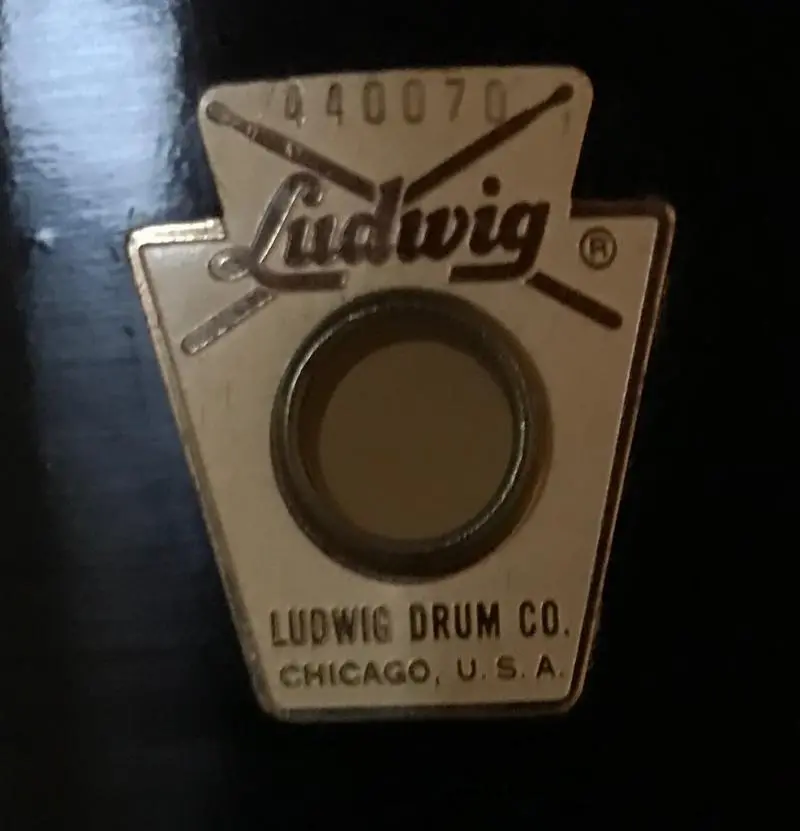 440070
Ludwig ®
LUDWIG DRUM CO.
CHICAGO, U.S.A.